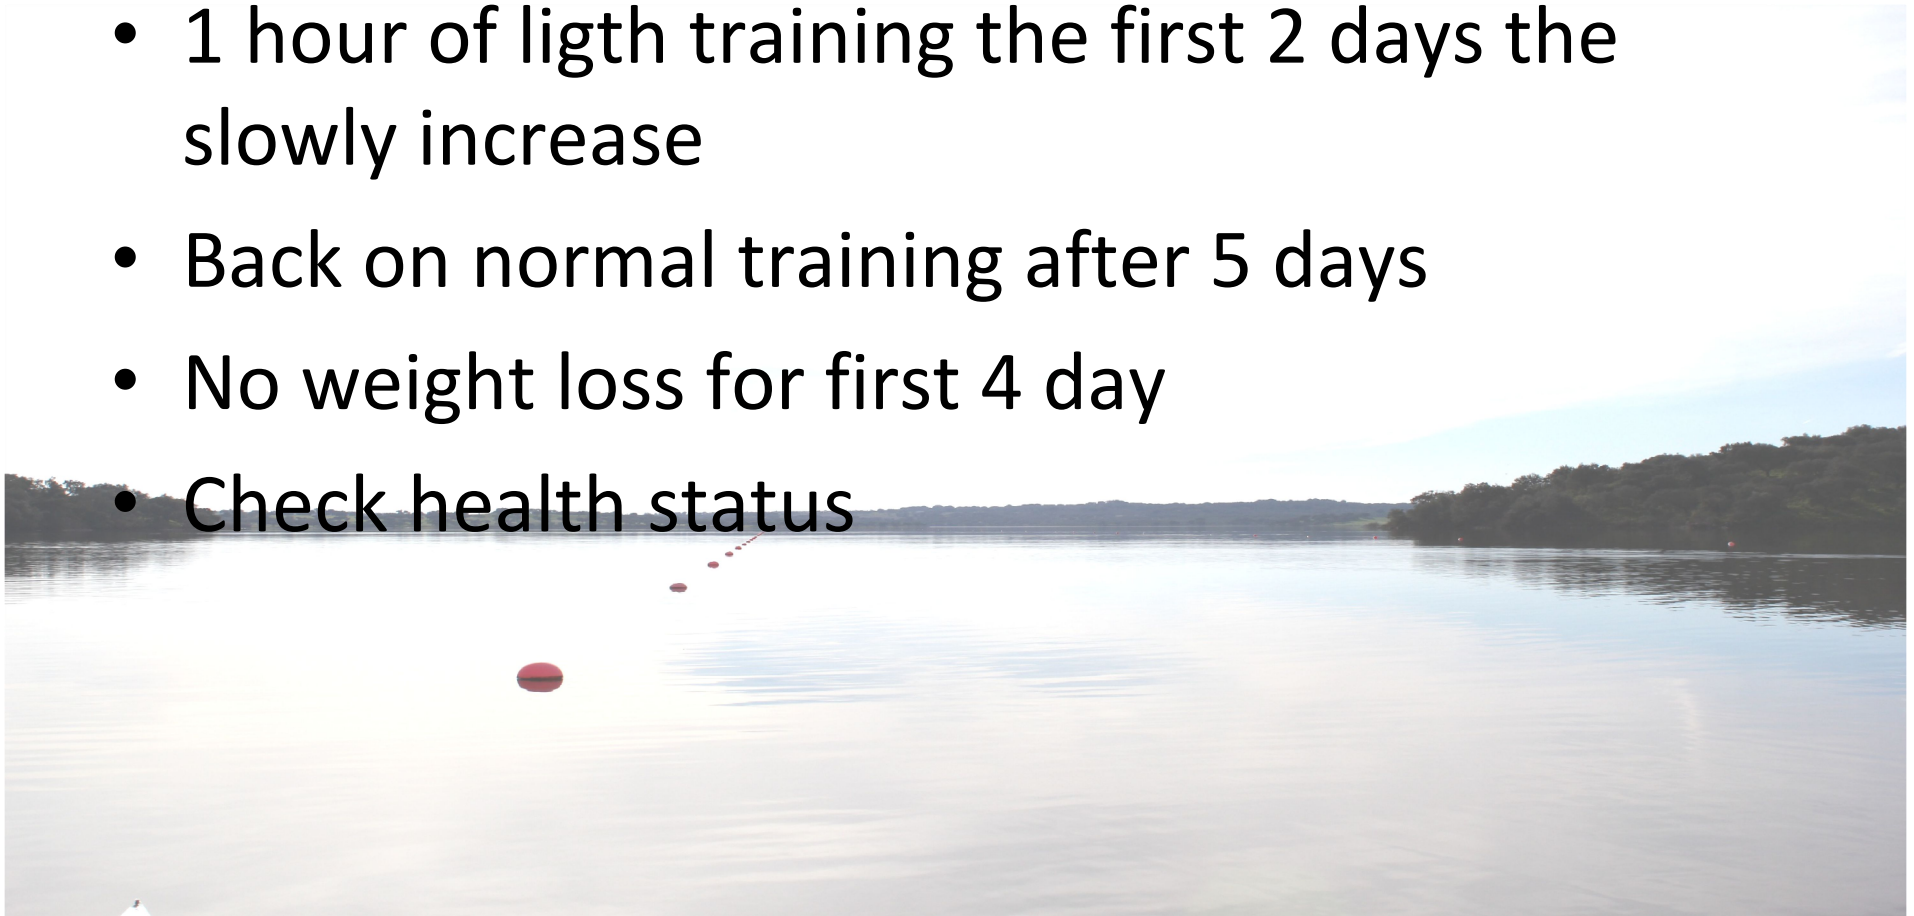 • 1 hour of ligth training the first 2 days the
slowly increase
• Back on normal training after 5 days
• No weight loss for first 4 day
• Check health status